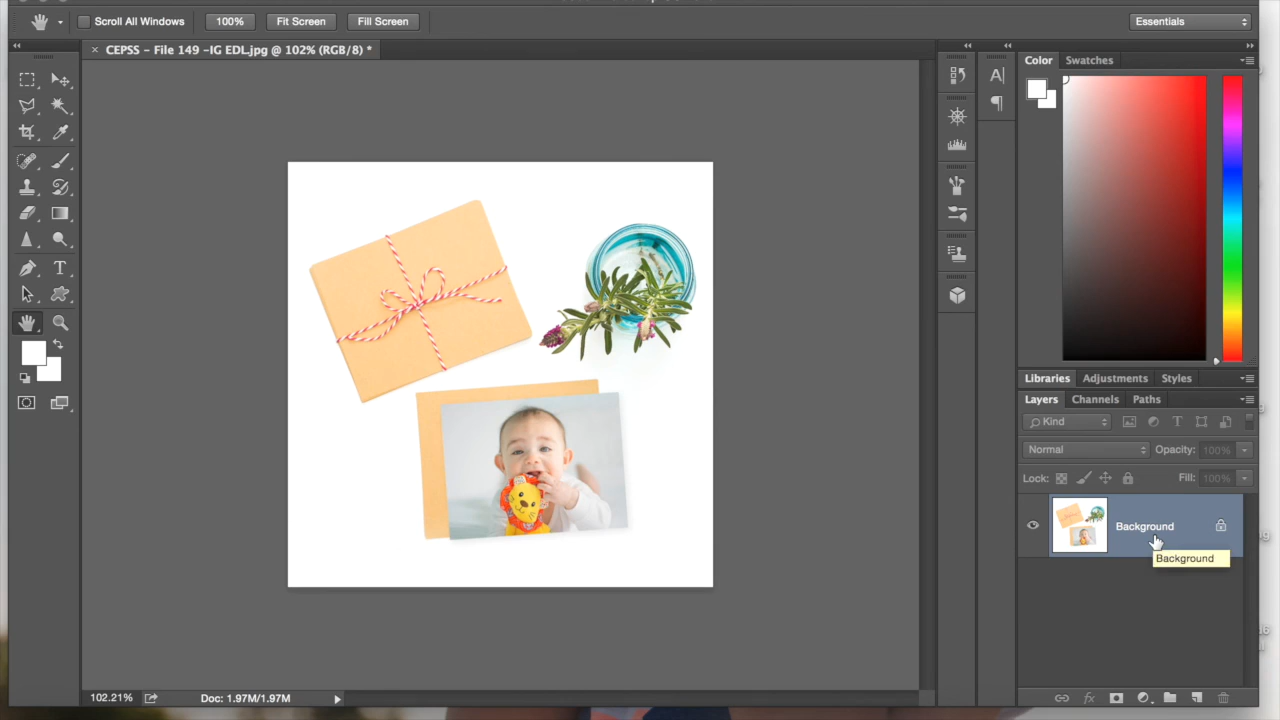 Scroll All Windows 100% Fit Screen Fill Screen Essentials
× CEPSS - File 149 -IG EDL.jpg @ 102% (RGB/8) *
Color Swatches
Libraries Adjustments Styles
Layers Channels Paths
Kind
Normal Opacity: 100%
Lock: Fill: 100%
Background
Background
102.21% Doc: 1.97M/1.97M